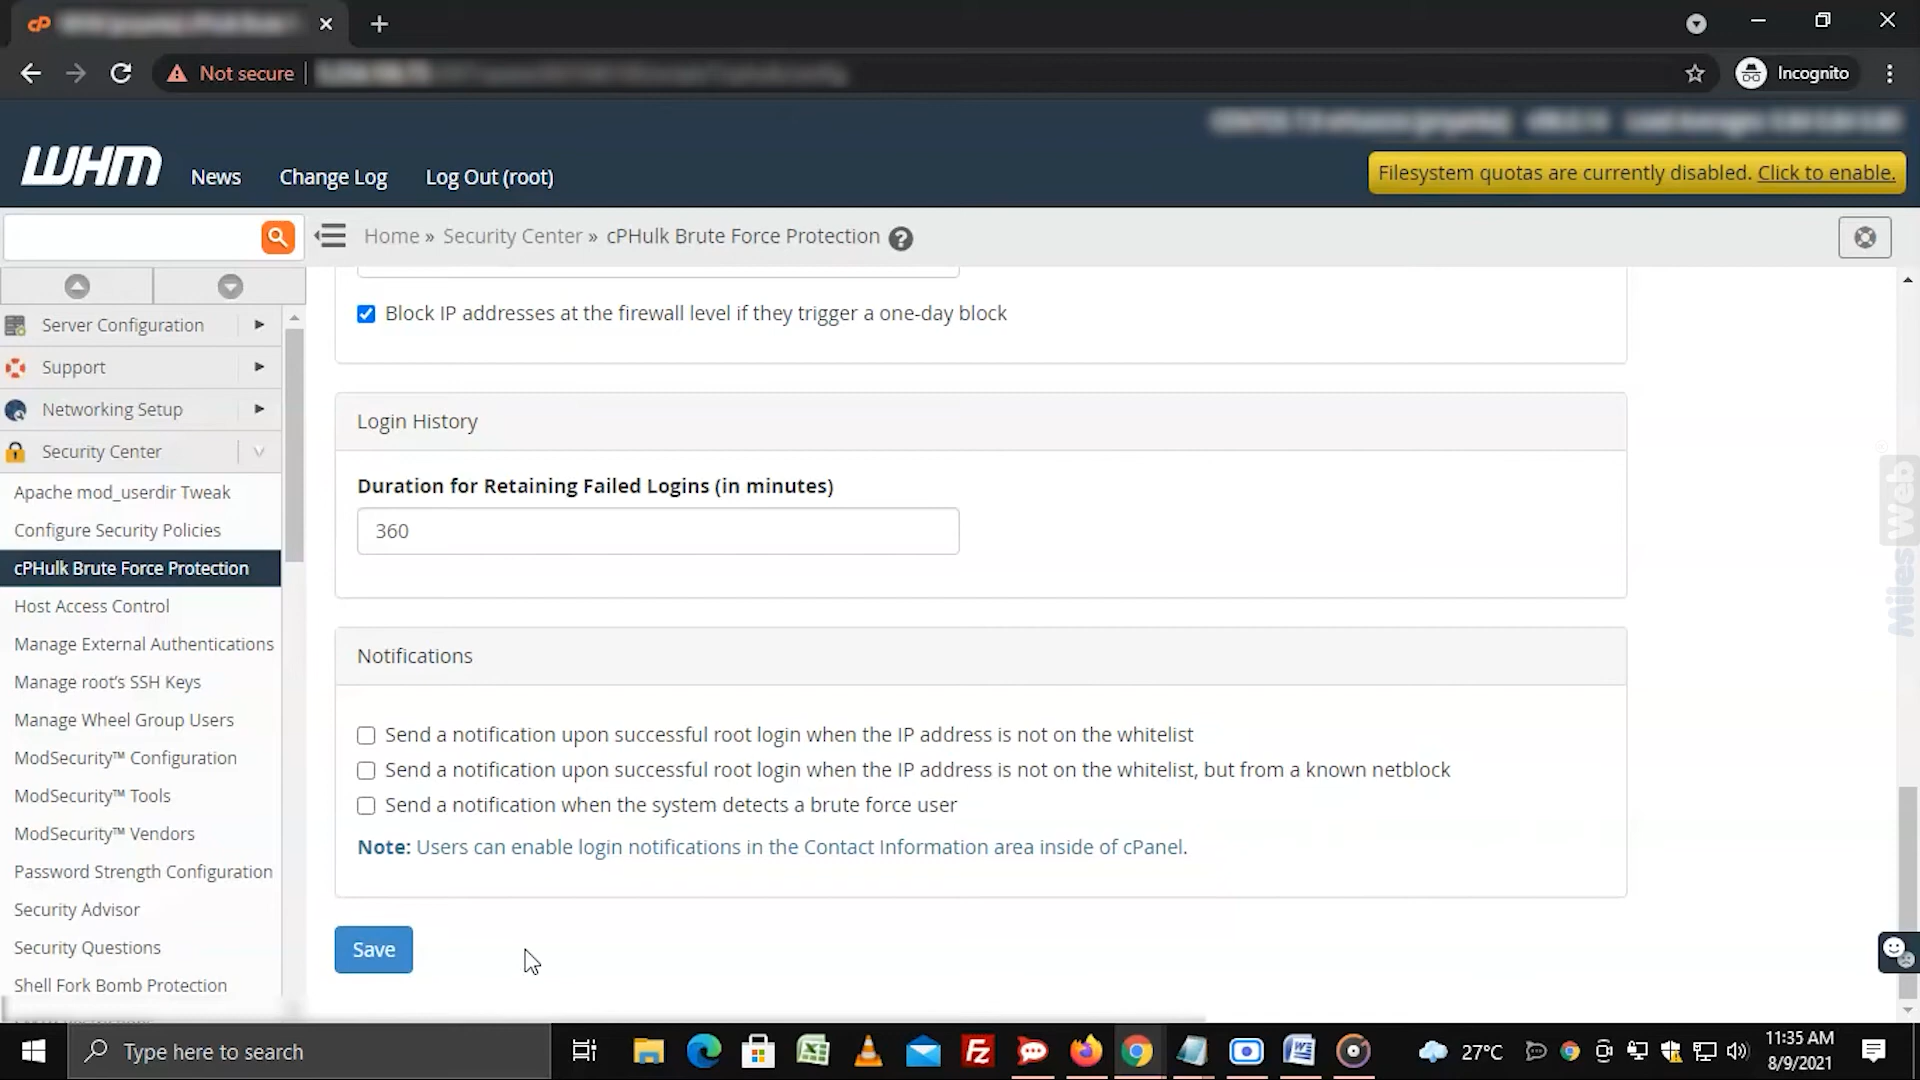 Not secure
Incognito
WHM
News
Change Log
Log Out (root)
Filesystem quotas are currently disabled. Click to enable.
Home » Security Center » cPHulk Brute Force Protection
Server Configuration
Support
Networking Setup
Security Center
Apache mod_userdir Tweak
Configure Security Policies
cPHulk Brute Force Protection
Host Access Control
Manage External Authentications
Manage root's SSH Keys
Manage Wheel Group Users
ModSecurity™ Configuration
ModSecurity™ Tools
ModSecurity™ Vendors
Password Strength Configuration
Security Advisor
Security Questions
Shell Fork Bomb Protection
Block IP addresses at the firewall level if they trigger a one-day block
Login History
Duration for Retaining Failed Logins (in minutes)
360
Notifications
Send a notification upon successful root login when the IP address is not on the whitelist
Send a notification upon successful root login when the IP address is not on the whitelist, but from a known netblock
Send a notification when the system detects a brute force user
Note: Users can enable login notifications in the Contact Information area inside of cPanel.
Save
MilesWeb
Type here to search
27°C
11:35 AM
8/9/2021